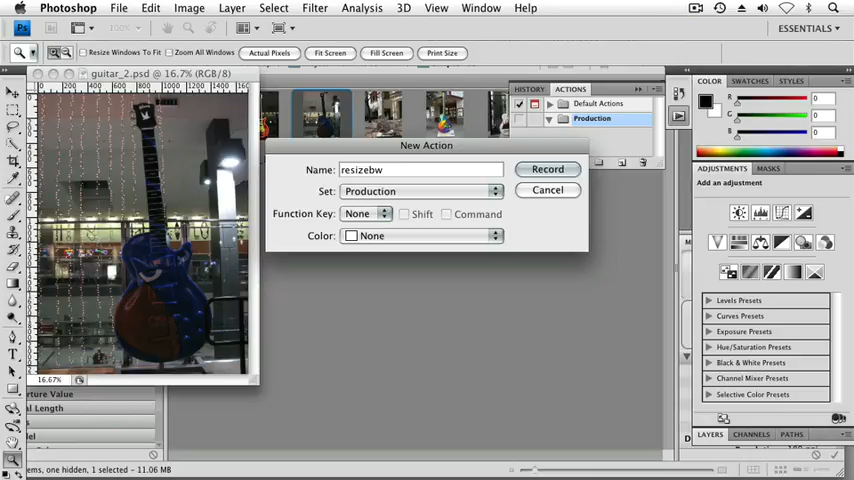 Photoshop File Edit Image Layer Select Filter Analysis 3D View Window Help
Ps 100% ESSENTIALS
Resize Windows To Fit Zoom All Windows Actual Pixels Fit Screen Fill Screen Print Size
guitar_2.psd @ 16.7% (RGB/8)
HISTORY ACTIONS
Default Actions
Production
COLOR SWATCHES STYLES
R 0
G 0
B 0
New Action
Name: resizebw Record
Set: Production Cancel
Function Key: None Shift Command
Color: None
ADJUSTMENTS MASKS
Add an adjustment
Levels Presets
Curves Presets
Exposure Presets
Hue/Saturation Presets
Black & White Presets
Channel Mixer Presets
Selective Color Presets
16.67%
erture Value
al Length
el
LAYERS CHANNELS PATHS
ems, one hidden, 1 selected - 11.06 MB